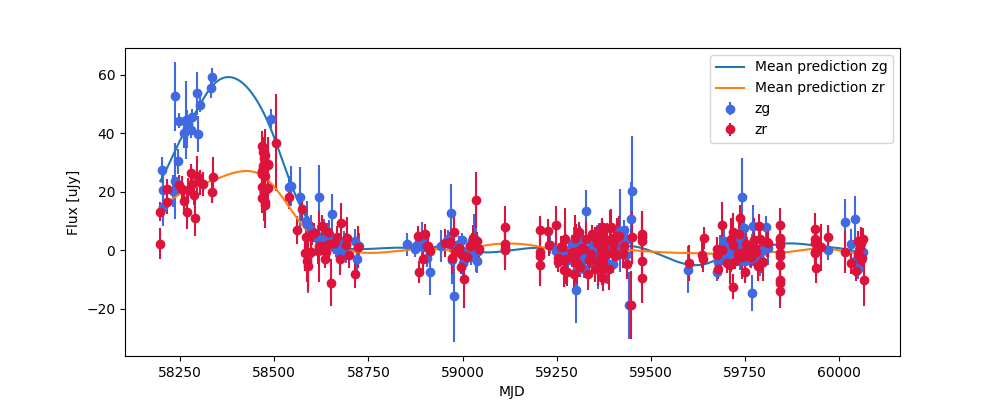 Flux [uJy]
60
40
20
0
−20
58250 58500 58750 59000 59250 59500 59750 60000
MJD
Mean prediction zg
Mean prediction zr
zg
zr